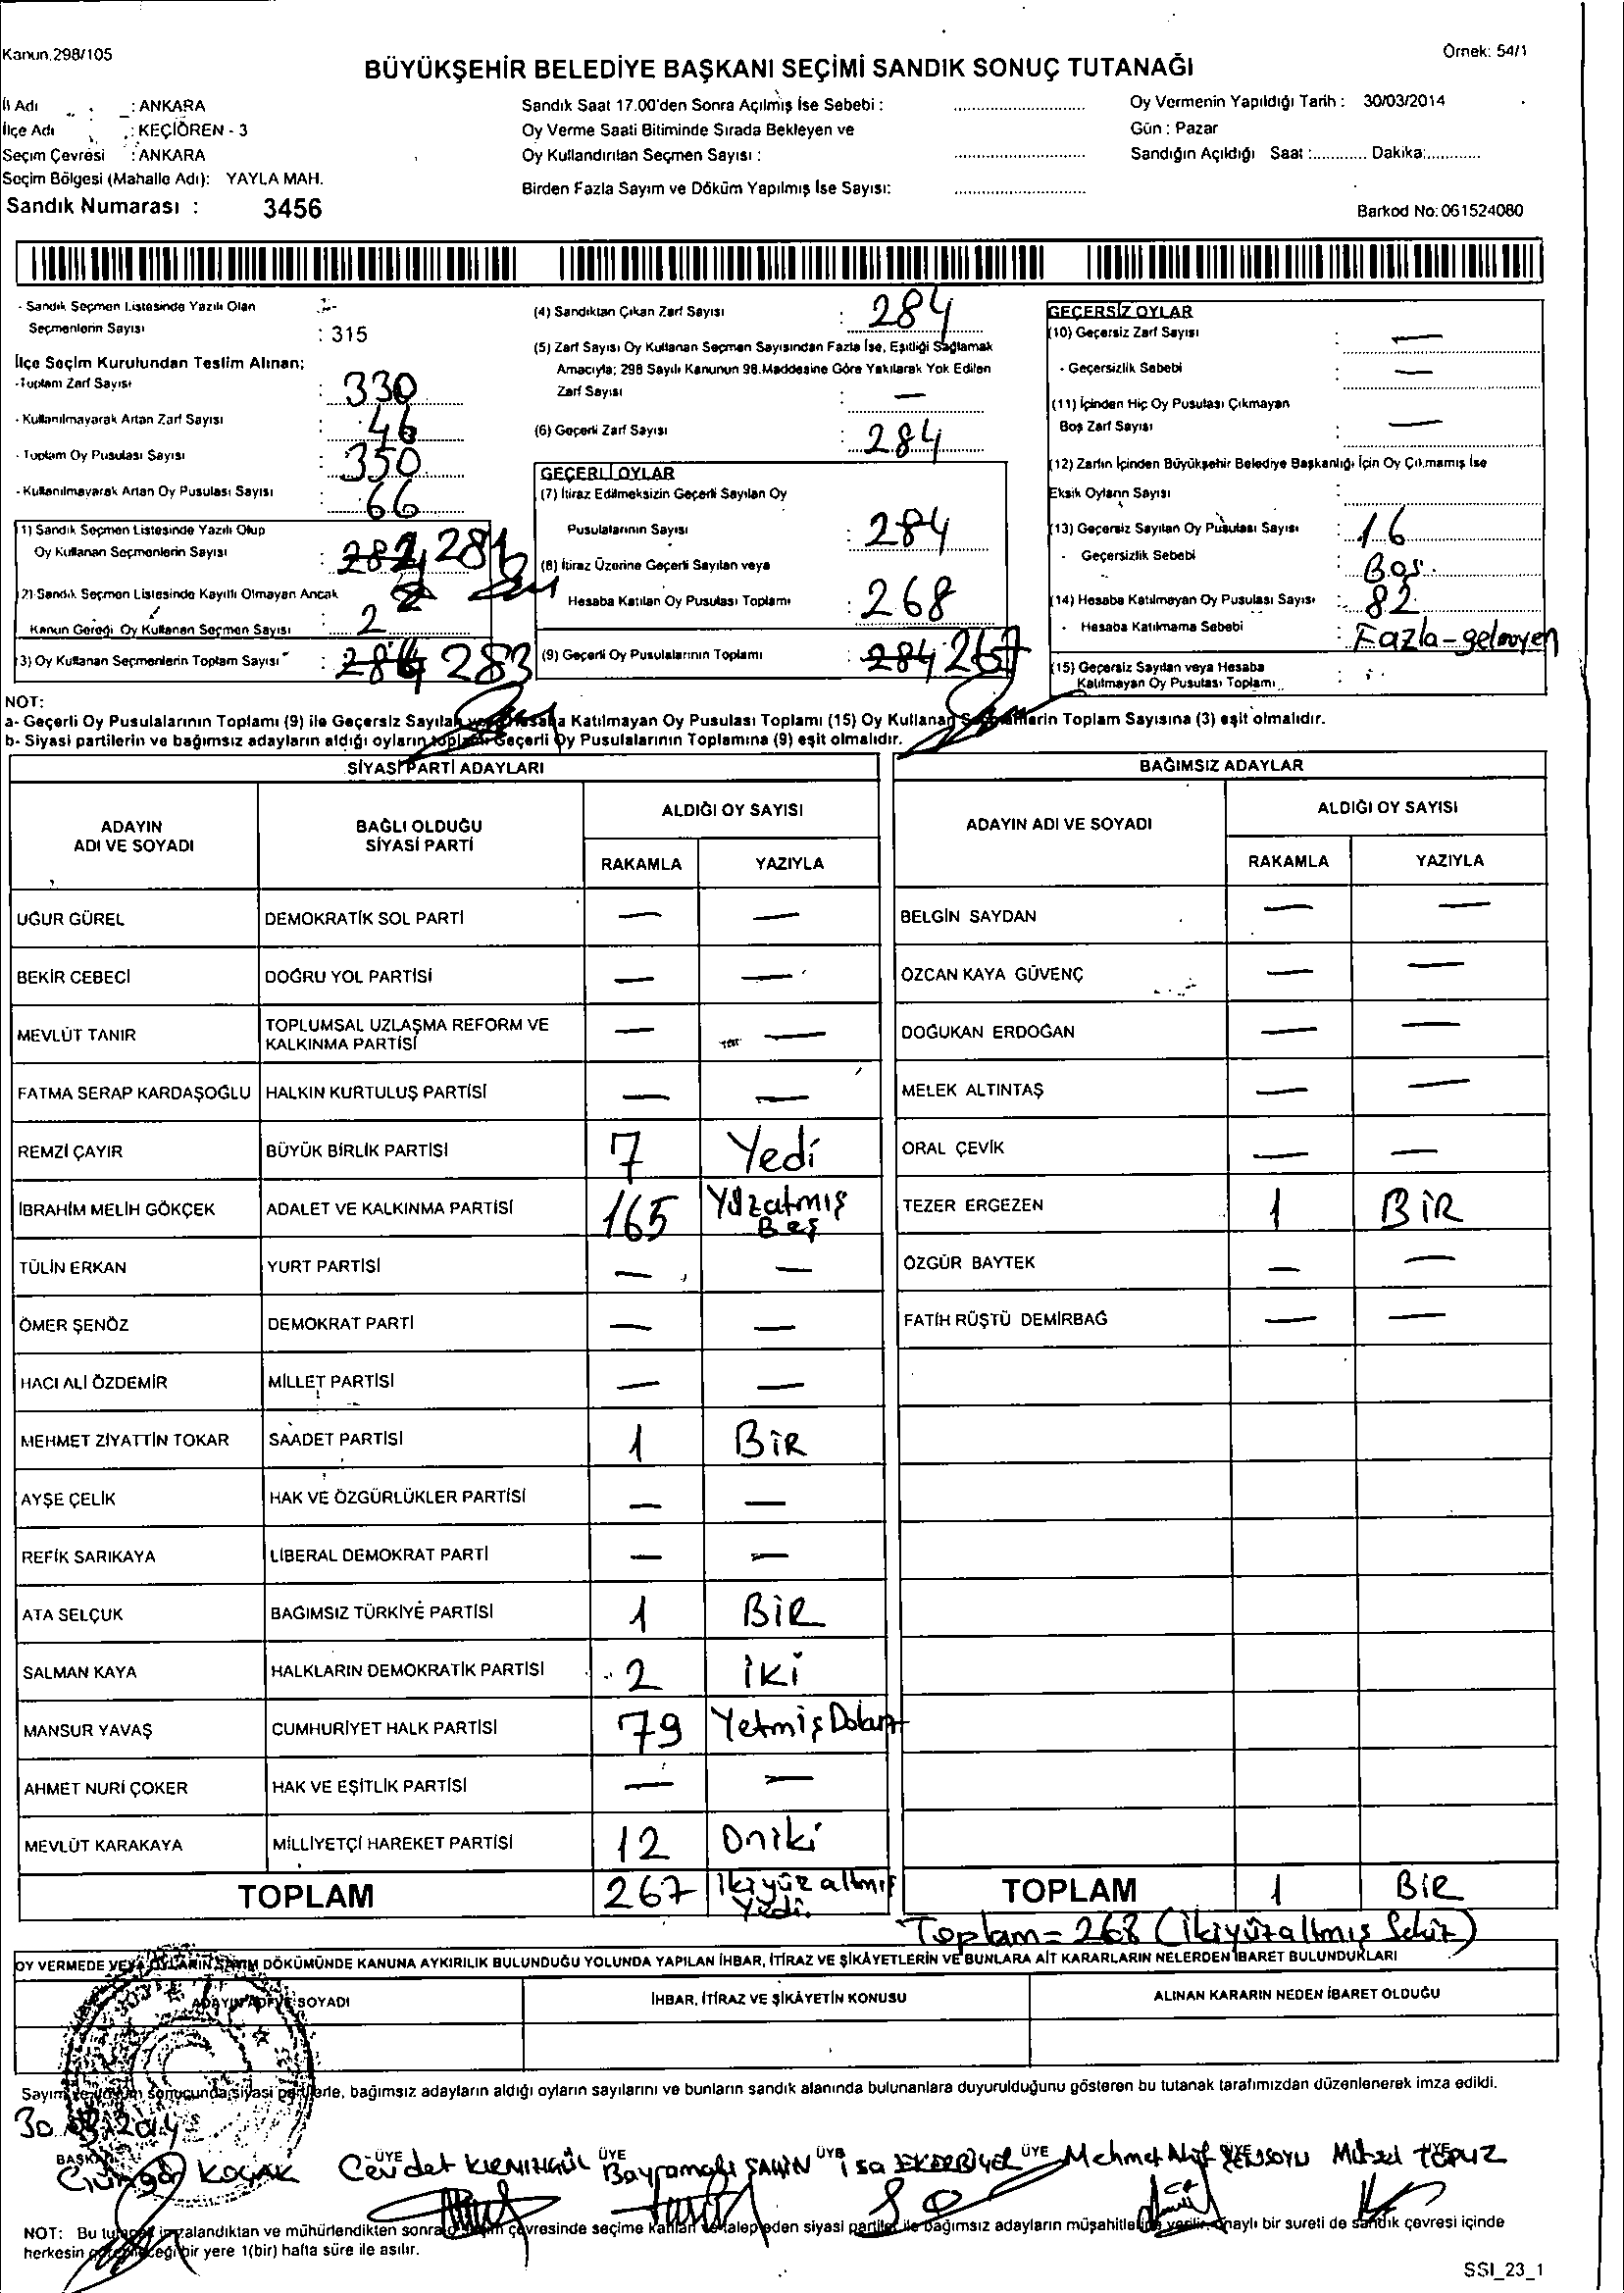 Kanun.298/105
Örnek: 54/1
BÜYÜKŞEHİR BELEDİYE BAŞKANI SEÇİMİ SANDIK SONUÇ TUTANAĞI
İl Adı : ANKARA
İlçe Adı : KEÇİÖREN - 3
Seçim Çevresi : ANKARA
Seçim Bölgesi (Mahalle Adı): YAYLA MAH.
Sandık Numarası : 3456
Sandık Saat 17.00'den Sonra Açılmış İse Sebebi :
Oy Verme Saati Bitiminde Sırada Bekleyen ve
Oy Kullandırılan Seçmen Sayısı :
Birden Fazla Sayım ve Döküm Yapılmış İse Sayısı:
Oy Vermenin Yapıldığı Tarih : 30/03/2014
Gün : Pazar
Sandığın Açıldığı Saat :............ Dakika:............
Barkod No: 061524080
- Sandık Seçmen Listesinde Yazılı Olan
Seçmenlerin Sayısı : 315
İlçe Seçim Kurulundan Teslim Alınan;
-Toplam Zarf Sayısı : 330
- Kullanılmayarak Artan Zarf Sayısı : 46
- Toplam Oy Pusulası Sayısı : 350
- Kullanılmayarak Artan Oy Pusulası Sayısı : 66
(1) Sandık Seçmen Listesinde Yazılı Olup
Oy Kullanan Seçmenlerin Sayısı :
(2) Sandık Seçmen Listesinde Kayıtlı Olmayan Ancak
Kanun Gereği Oy Kullanan Seçmen Sayısı : 2
(3) Oy Kullanan Seçmenlerin Toplam Sayısı : 283
(4) Sandıktan Çıkan Zarf Sayısı : 284
(5) Zarf Sayısı Oy Kullanan Seçmen Sayısından Fazla İse, Eşitliği Sağlamak
Amacıyla; 298 Sayılı Kanunun 98.Maddesine Göre Yakılarak Yok Edilen
Zarf Sayısı : —
(6) Geçerli Zarf Sayısı : 284
GEÇERLİ OYLAR
(7) İtiraz Edilmeksizin Geçerli Sayılan Oy
Pusulalarının Sayısı : 284
(8) İtiraz Üzerine Geçerli Sayılan veya
Hesaba Katılan Oy Pusulası Toplamı : 268
(9) Geçerli Oy Pusulalarının Toplamı : 284 267
GEÇERSİZ OYLAR
(10) Geçersiz Zarf Sayısı : —
- Geçersizlik Sebebi : —
(11) İçinden Hiç Oy Pusulası Çıkmayan
Boş Zarf Sayısı : —
(12) Zarfın İçinden Büyükşehir Belediye Başkanlığı İçin Oy Çıkmamış İse
Eksik Oyların Sayısı :
(13) Geçersiz Sayılan Oy Pusulası Sayısı : 16
- Geçersizlik Sebebi : Boş.
(14) Hesaba Katılmayan Oy Pusulası Sayısı : 82
- Hesaba Katılmama Sebebi : Fazla-gelmeyen
(15) Geçersiz Sayılan veya Hesaba
Katılmayan Oy Pusulası Toplamı :
NOT:
a- Geçerli Oy Pusulalarının Toplamı (9) ile Geçersiz Sayılan veya Hesaba Katılmayan Oy Pusulası Toplamı (15) Oy Kullanan Seçmenlerin Toplam Sayısına (3) eşit olmalıdır.
b- Siyasi partilerin ve bağımsız adayların aldığı oyların toplamı Geçerli Oy Pusulalarının Toplamına (9) eşit olmalıdır.
SİYASİ PARTİ ADAYLARI
ADAYIN ADI VE SOYADI BAĞLI OLDUĞU SİYASİ PARTİ ALDIĞI OY SAYISI
RAKAMLA YAZIYLA
UĞUR GÜREL DEMOKRATİK SOL PARTİ — —
BEKİR CEBECİ DOĞRU YOL PARTİSİ — —
MEVLÜT TANIR TOPLUMSAL UZLAŞMA REFORM VE KALKINMA PARTİSİ — —
FATMA SERAP KARDAŞOĞLU HALKIN KURTULUŞ PARTİSİ — —
REMZİ ÇAYIR BÜYÜK BİRLİK PARTİSİ 7 Yedi
İBRAHİM MELİH GÖKÇEK ADALET VE KALKINMA PARTİSİ 165 Yüzatmış Beş
TÜLİN ERKAN YURT PARTİSİ — —
ÖMER ŞENÖZ DEMOKRAT PARTİ — —
HACI ALİ ÖZDEMİR MİLLET PARTİSİ — —
MEHMET ZİYATTİN TOKAR SAADET PARTİSİ 1 BİR
AYŞE ÇELİK HAK VE ÖZGÜRLÜKLER PARTİSİ — —
REFİK SARIKAYA LİBERAL DEMOKRAT PARTİ — —
ATA SELÇUK BAĞIMSIZ TÜRKİYE PARTİSİ 1 BİR
SALMAN KAYA HALKLARIN DEMOKRATİK PARTİSİ 2 İKİ
MANSUR YAVAŞ CUMHURİYET HALK PARTİSİ 79 Yetmiş Dokuz
AHMET NURİ ÇOKER HAK VE EŞİTLİK PARTİSİ — —
MEVLÜT KARAKAYA MİLLİYETÇİ HAREKET PARTİSİ 12 Oniki
TOPLAM 267 İkiyüz altmış Yedi.
BAĞIMSIZ ADAYLAR
ADAYIN ADI VE SOYADI ALDIĞI OY SAYISI
RAKAMLA YAZIYLA
BELGİN SAYDAN — —
ÖZCAN KAYA GÜVENÇ — —
DOĞUKAN ERDOĞAN — —
MELEK ALTINTAŞ — —
ORAL ÇEVİK — —
TEZER ERGEZEN 1 BİR
ÖZGÜR BAYTEK — —
FATİH RÜŞTÜ DEMİRBAĞ — —
TOPLAM 1 BİR
Toplam = 268 (ikiyüzaltmış Sekiz)
OY VERMEDE VEYA OYLARIN SAYIM DÖKÜMÜNDE KANUNA AYKIRILIK BULUNDUĞU YOLUNDA YAPILAN İHBAR, İTİRAZ VE ŞİKÂYETLERİN VE BUNLARA AİT KARARLARIN NELERDEN İBARET BULUNDUKLARI
ADAYIN ADI VE SOYADI İHBAR, İTİRAZ VE ŞİKÂYETİN KONUSU ALINAN KARARIN NEDEN İBARET OLDUĞU
Sayım ve döküm sonucunda siyasi partilerle, bağımsız adayların aldığı oyların sayılarını ve bunların sandık alanında bulunanlara duyurulduğunu gösteren bu tutanak tarafımızdan düzenlenerek imza edildi.
30.03.2014
BAŞKAN ÜYE ÜYE ÜYE ÜYE ÜYE ÜYE
KOÇAK Cevdet Bayramali ŞAHİN İsa Mehmet Akif TOPUZ
NOT: Bu tutanak imzalandıktan ve mühürlendikten sonra seçim çevresinde seçime katılan ve talep eden siyasi partiler ile bağımsız adayların müşahitlerine verilir, onaylı bir sureti de sandık çevresi içinde
herkesin görebileceği bir yere 1(bir) hafta süre ile asılır.
SSI_23_1